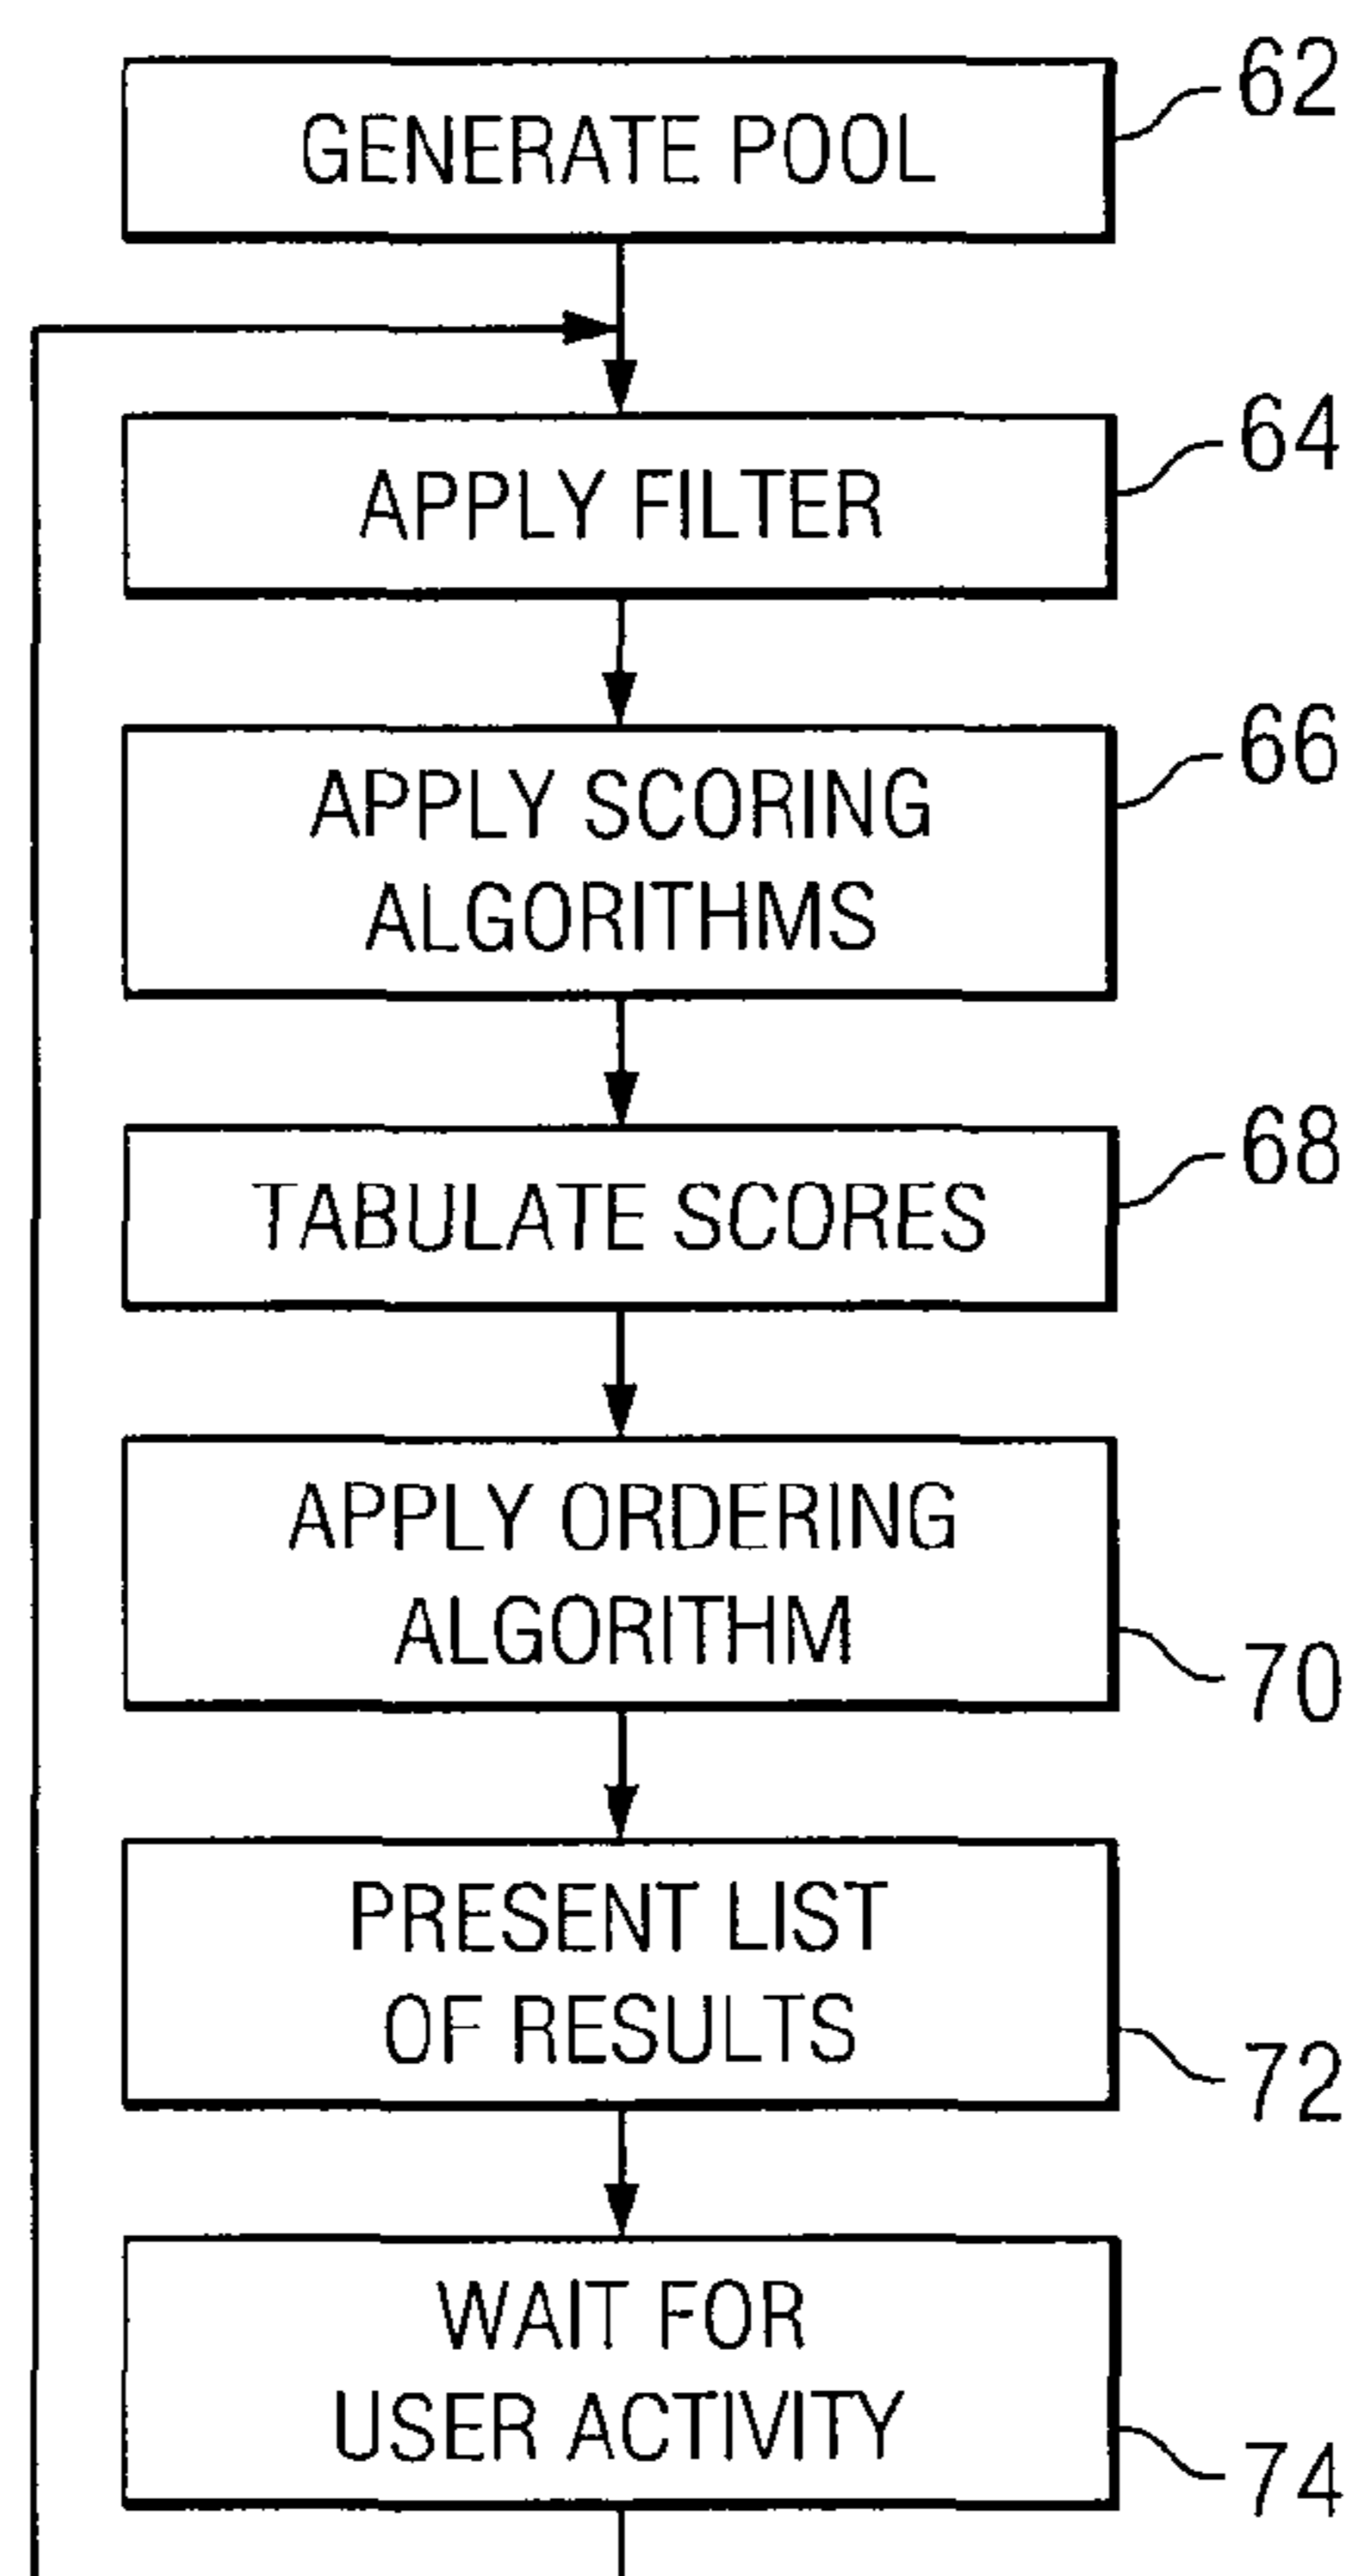 GENERATE POOL
62
APPLY FILTER
64
APPLY SCORING
ALGORITHMS
66
TABULATE SCORES
68
APPLY ORDERING
ALGORITHM
70
PRESENT LIST
OF RESULTS
72
WAIT FOR
USER ACTIVITY
74